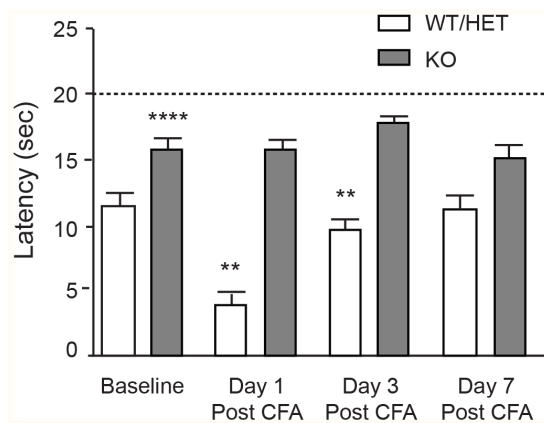 25
WT/HET
KO
20
****
15
**
10
**
5
0
Latency (sec)
Baseline
Day 1
Post CFA
Day 3
Post CFA
Day 7
Post CFA